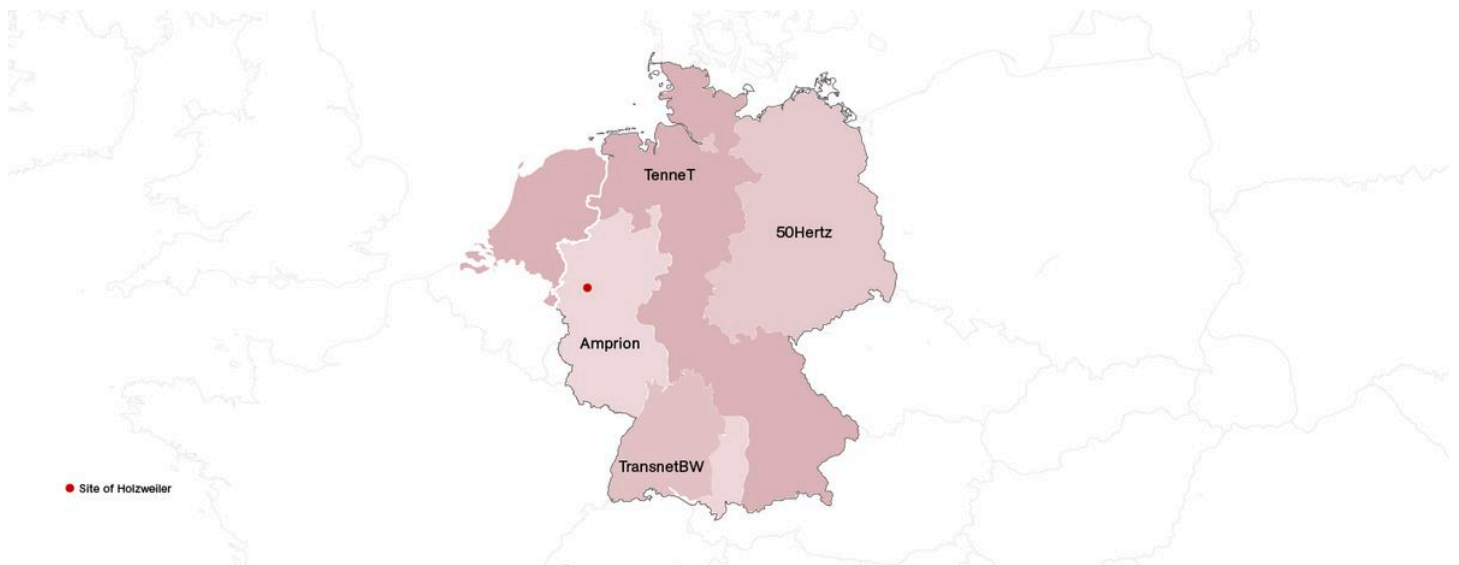 TenneT
50Hertz
Amprion
TransnetBW
Site of Holzweiler